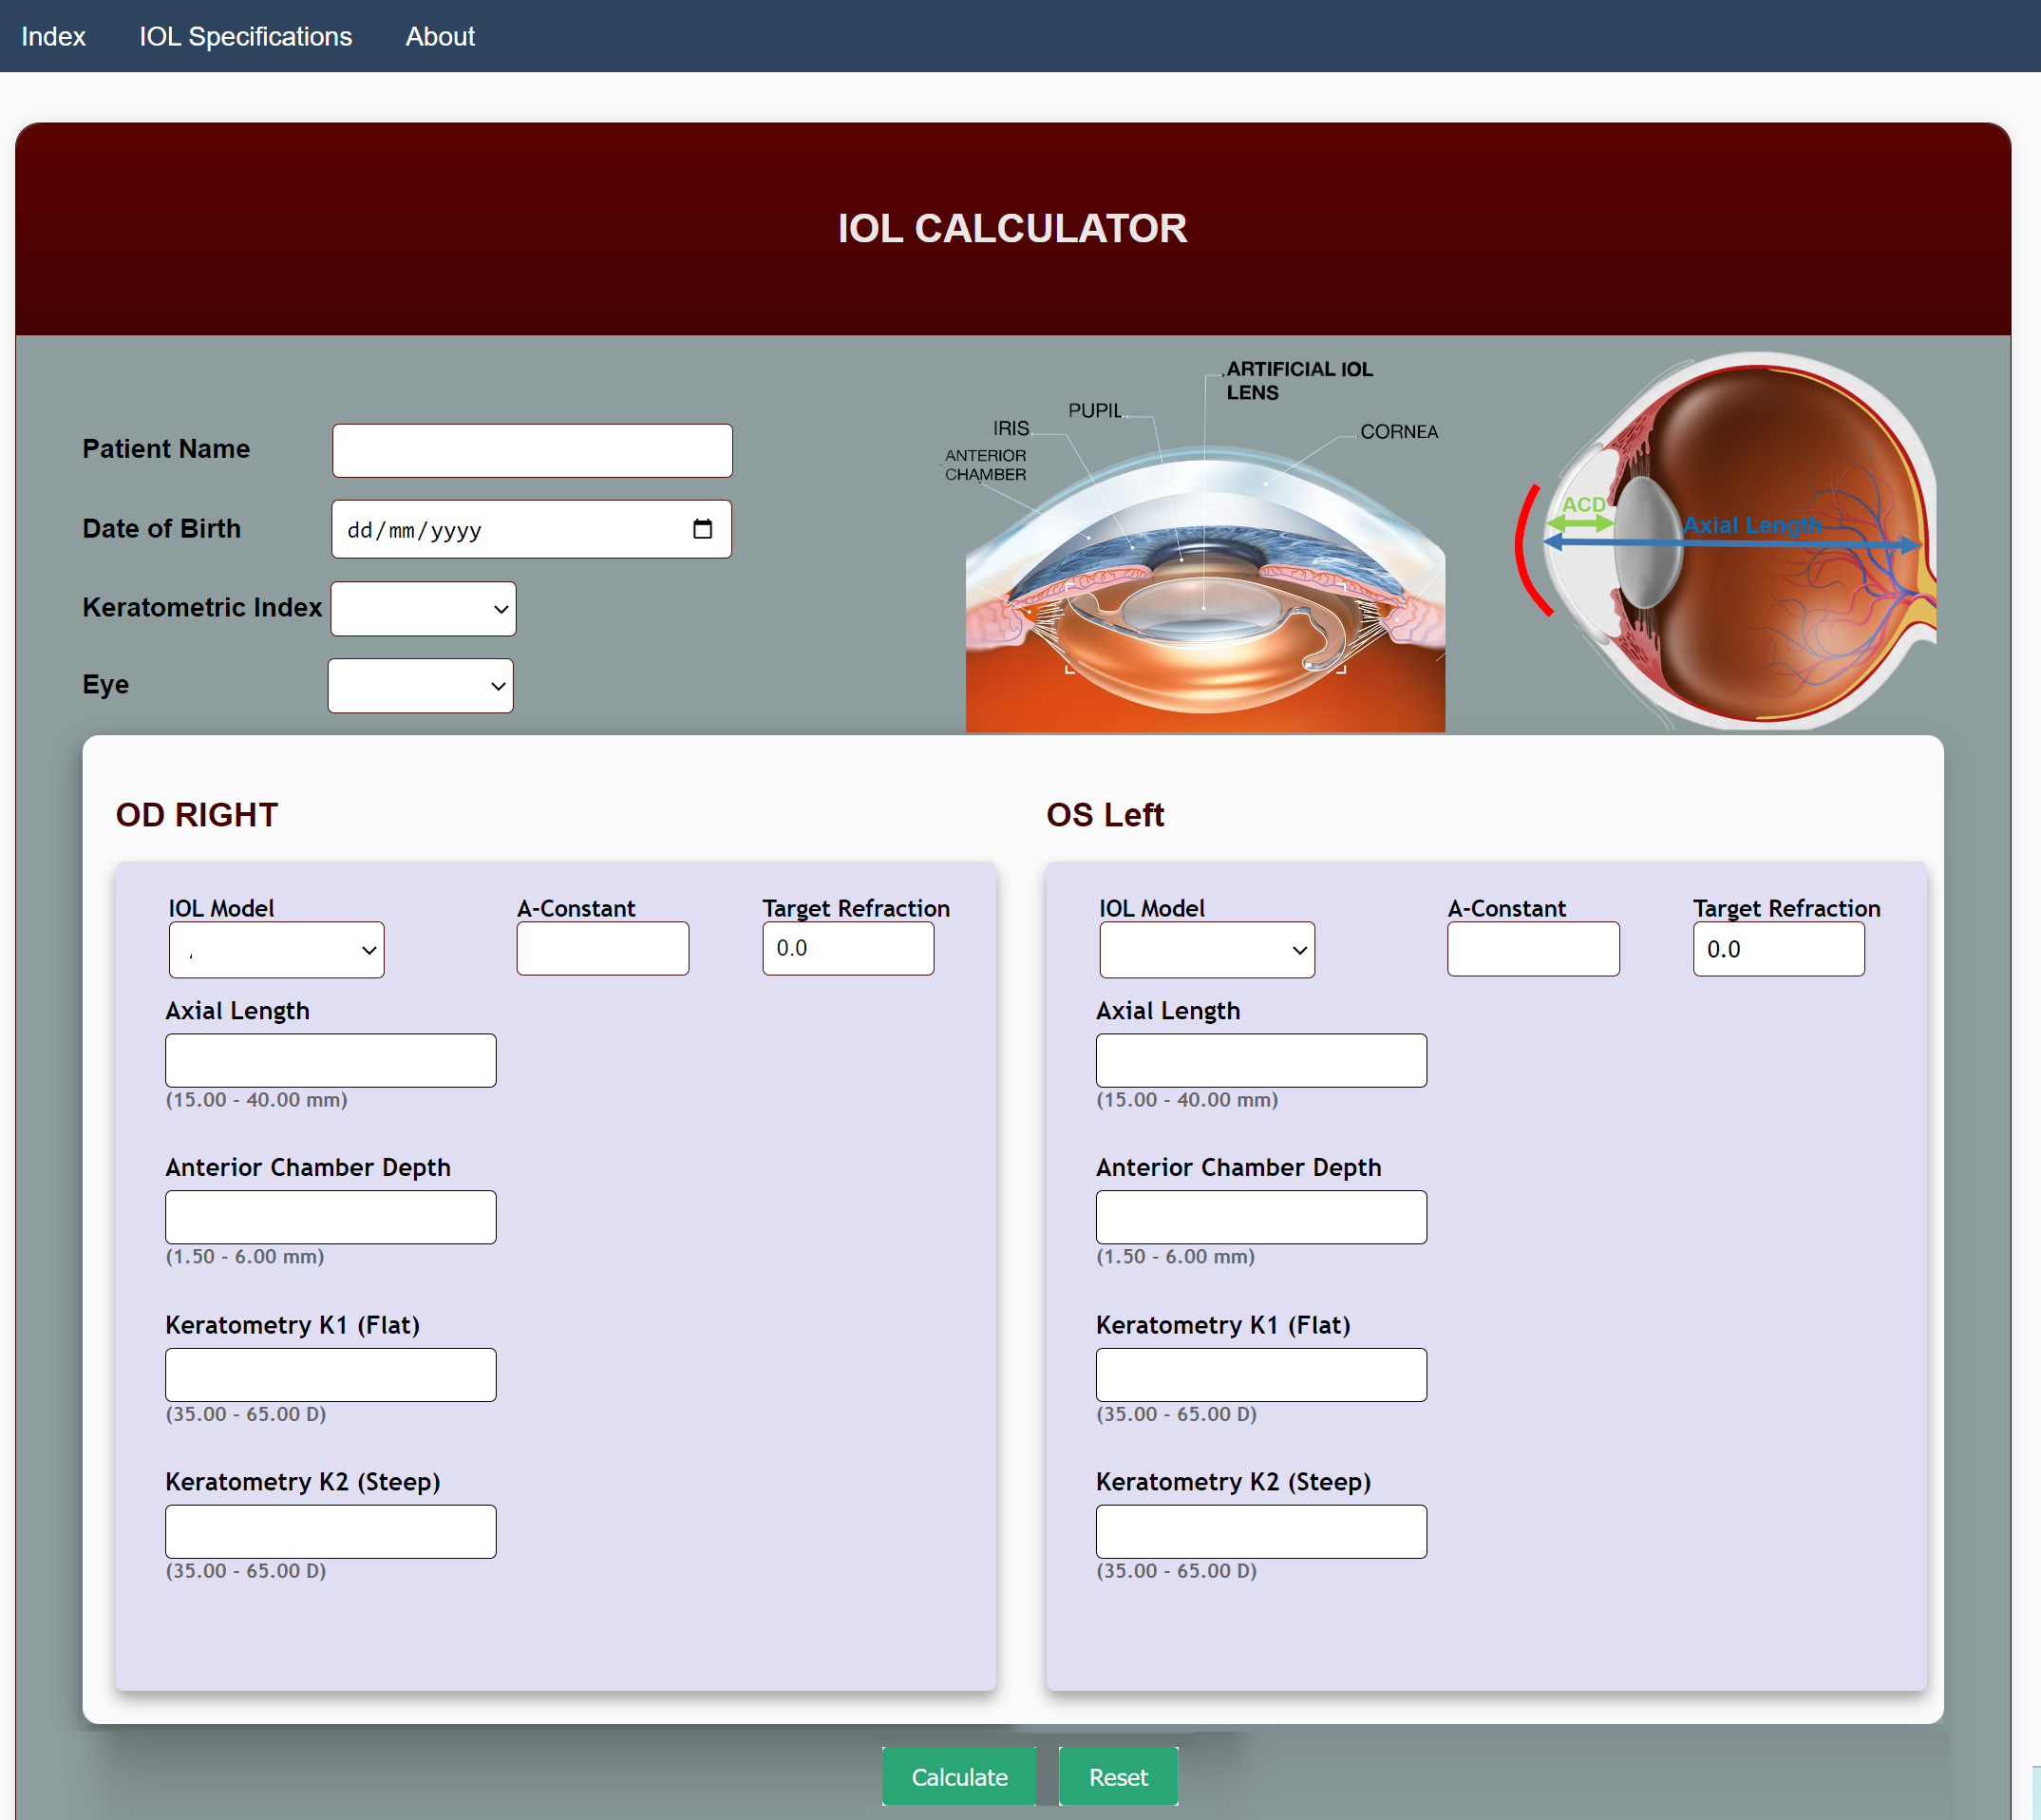 Index IOL Specifications About
IOL CALCULATOR
Patient Name
Date of Birth dd/mm/yyyy
Keratometric Index
Eye
ARTIFICIAL IOL
LENS
PUPIL
IRIS
CORNEA
ANTERIOR
CHAMBER
ACD
Axial Length
OD RIGHT
IOL Model A-Constant Target Refraction
0.0
Axial Length
(15.00 - 40.00 mm)
Anterior Chamber Depth
(1.50 - 6.00 mm)
Keratometry K1 (Flat)
(35.00 - 65.00 D)
Keratometry K2 (Steep)
(35.00 - 65.00 D)
OS Left
IOL Model A-Constant Target Refraction
0.0
Axial Length
(15.00 - 40.00 mm)
Anterior Chamber Depth
(1.50 - 6.00 mm)
Keratometry K1 (Flat)
(35.00 - 65.00 D)
Keratometry K2 (Steep)
(35.00 - 65.00 D)
Calculate Reset